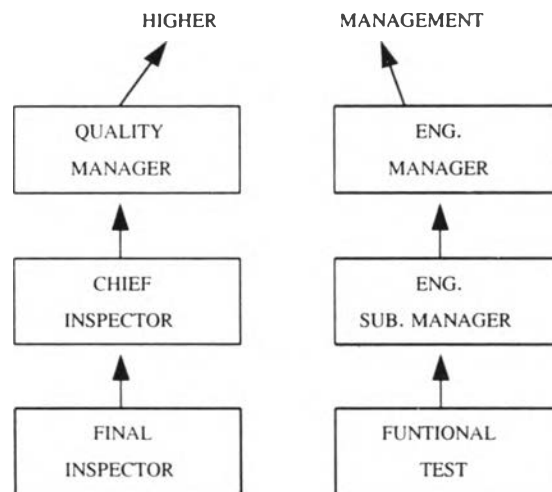 HIGHER MANAGEMENT
QUALITY
MANAGER
ENG.
MANAGER
CHIEF
INSPECTOR
ENG.
SUB. MANAGER
FINAL
INSPECTOR
FUNTIONAL
TEST